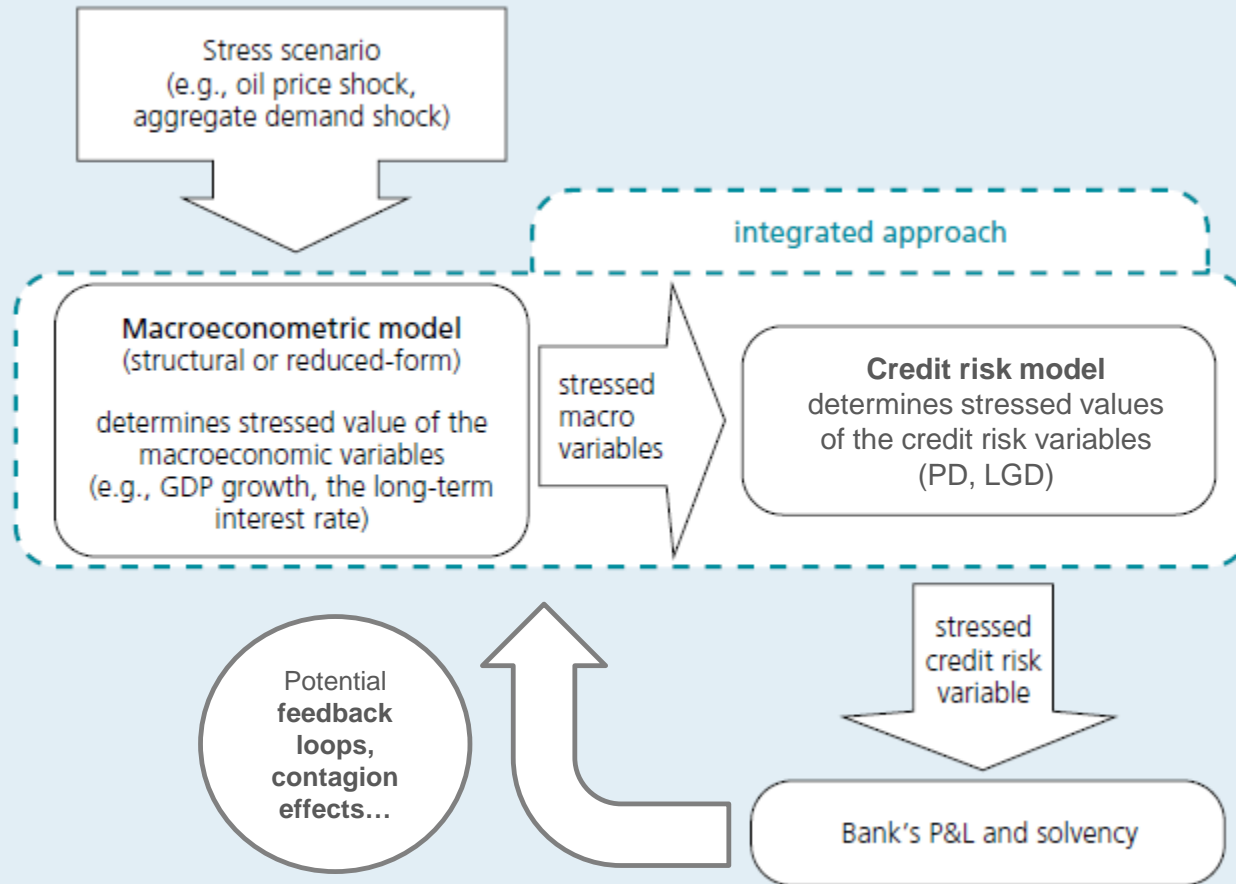 Stress scenario
(e.g., oil price shock,
aggregate demand shock)
integrated approach
Macroeconometric model
(structural or reduced-form)
determines stressed value of the
macroeconomic variables
(e.g., GDP growth, the long-term
interest rate)
stressed
macro
variables
Credit risk model
determines stressed values
of the credit risk variables
(PD, LGD)
stressed
credit risk
variable
Potential
feedback
loops,
contagion
effects…
Bank's P&L and solvency